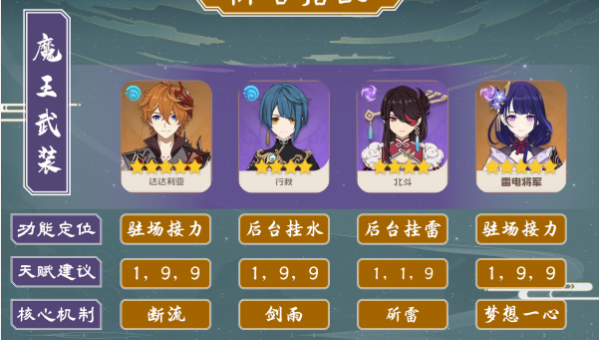 魔王武装
达达利亚
行秋
北斗
雷电将军
功能定位
驻场接力
后台挂水
后台挂雷
驻场接力
天赋建议
1，9，9
1，9，9
1，1，9
1，9，9
核心机制
断流
剑雨
斫雷
梦想一心